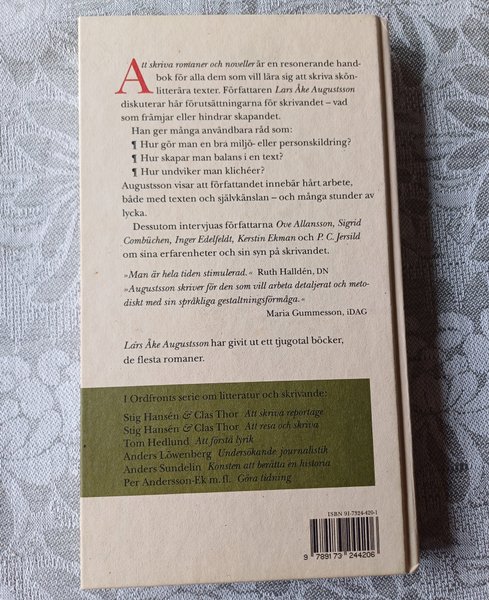 Att skriva romaner och noveller är en resonerande hand-
bok för alla dem som vill lära sig att skriva skön-
litterära texter. Författaren Lars Åke Augustsson
diskuterar här förutsättningarna för skrivandet – vad
som främjar eller hindrar skapandet.
Han ger många användbara råd som:
¶ Hur gör man en bra miljö- eller personskildring?
¶ Hur skapar man balans i en text?
¶ Hur undviker man klichéer?
Augustsson visar att författandet innebär hårt arbete,
både med texten och självkänslan – och många stunder av
lycka.
Dessutom intervjuas författarna Ove Allansson, Sigrid
Combüchen, Inger Edelfeldt, Kerstin Ekman och P. C. Jersild
om sina erfarenheter och sin syn på skrivandet.
»Man är hela tiden stimulerad.« Ruth Halldén, DN
»Augustsson skriver för den som vill arbeta detaljerat och meto-
diskt med sin språkliga gestaltningsförmåga.«
Maria Gummesson, iDAG
Lars Åke Augustsson har givit ut ett tjugotal böcker,
de flesta romaner.
I Ordfronts serie om litteratur och skrivande:
Stig Hansén & Clas Thor Att skriva reportage
Stig Hansén & Clas Thor Att resa och skriva
Tom Hedlund Att förstå lyrik
Anders Löwenberg Undersökande journalistik
Anders Sundelin Konsten att berätta en historia
Per Andersson-Ek m.fl. Göra tidning
ISBN 91-7324-420-1
9 789173 244206